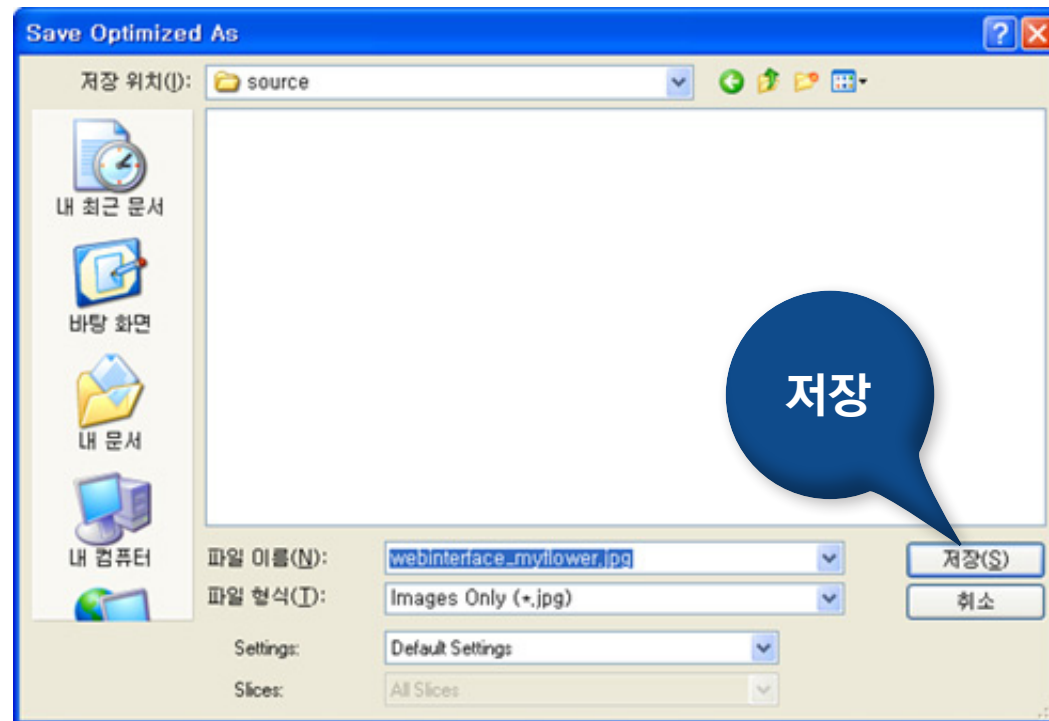 Save Optimized As
저장 위치(I): source
내 최근 문서
바탕 화면
내 문서
내 컴퓨터
저장
파일 이름(N): webinterface_myflower.jpg 저장(S)
파일 형식(T): Images Only (*.jpg) 취소
Settings: Default Settings
Slices: All Slices